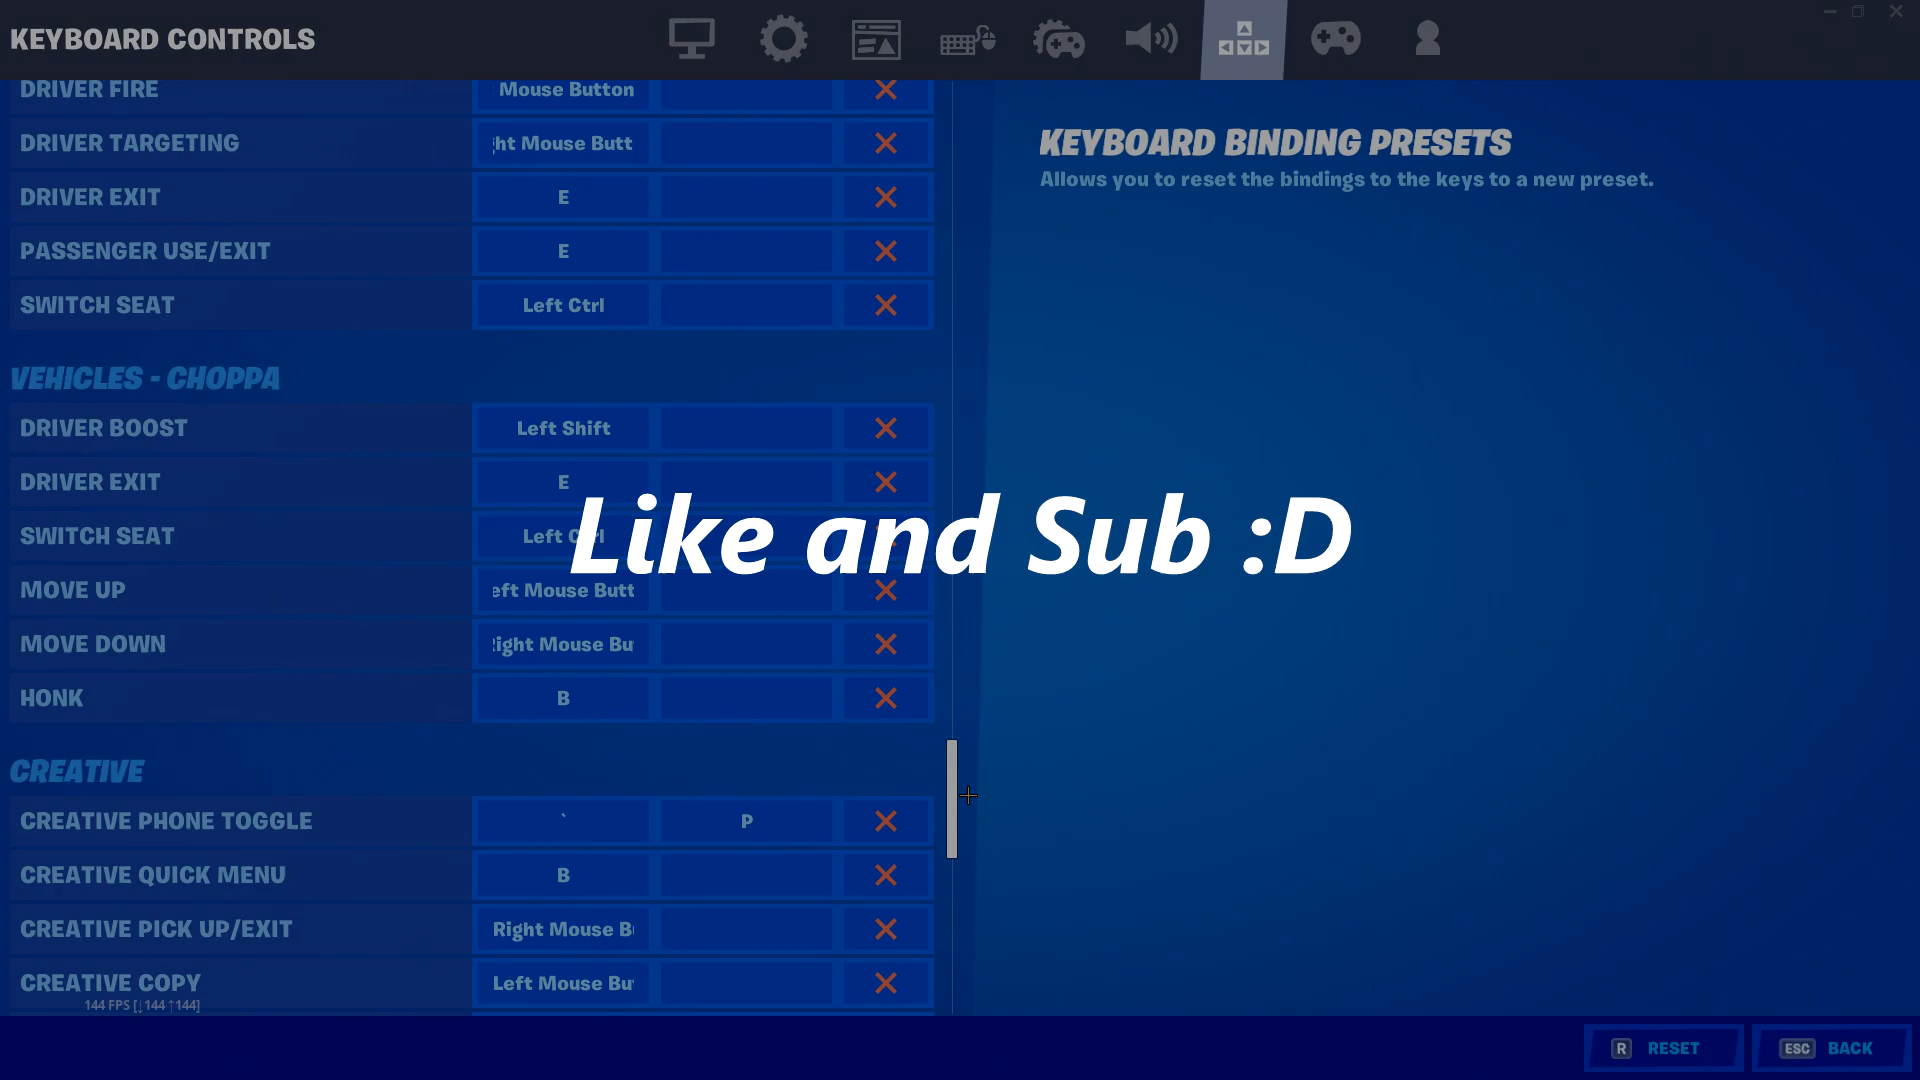 KEYBOARD CONTROLS
DRIVER FIRE Mouse Button
DRIVER TARGETING ght Mouse Butt
DRIVER EXIT E
PASSENGER USE/EXIT E
SWITCH SEAT Left Ctrl
VEHICLES - CHOPPA
DRIVER BOOST Left Shift
DRIVER EXIT E
SWITCH SEAT Left Ctrl
MOVE UP eft Mouse Butt
MOVE DOWN Right Mouse Bu
HONK B
CREATIVE
CREATIVE PHONE TOGGLE ` P
CREATIVE QUICK MENU B
CREATIVE PICK UP/EXIT Right Mouse B
CREATIVE COPY Left Mouse Bu
144 FPS [↓144 ↑144]
KEYBOARD BINDING PRESETS
Allows you to reset the bindings to the keys to a new preset.
Like and Sub :D
R RESET ESC BACK